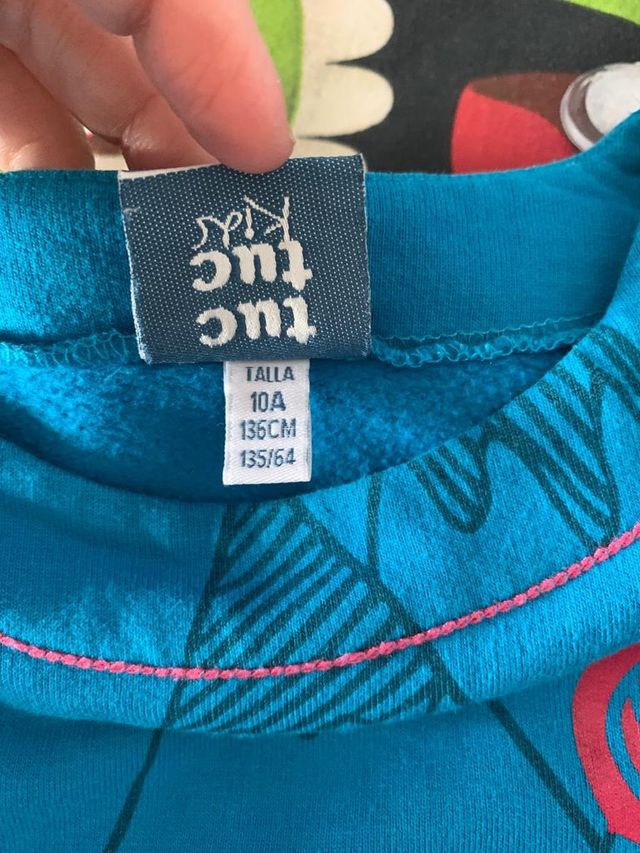 tuc
tuc
Kids
TALLA
10A
136CM
135/64